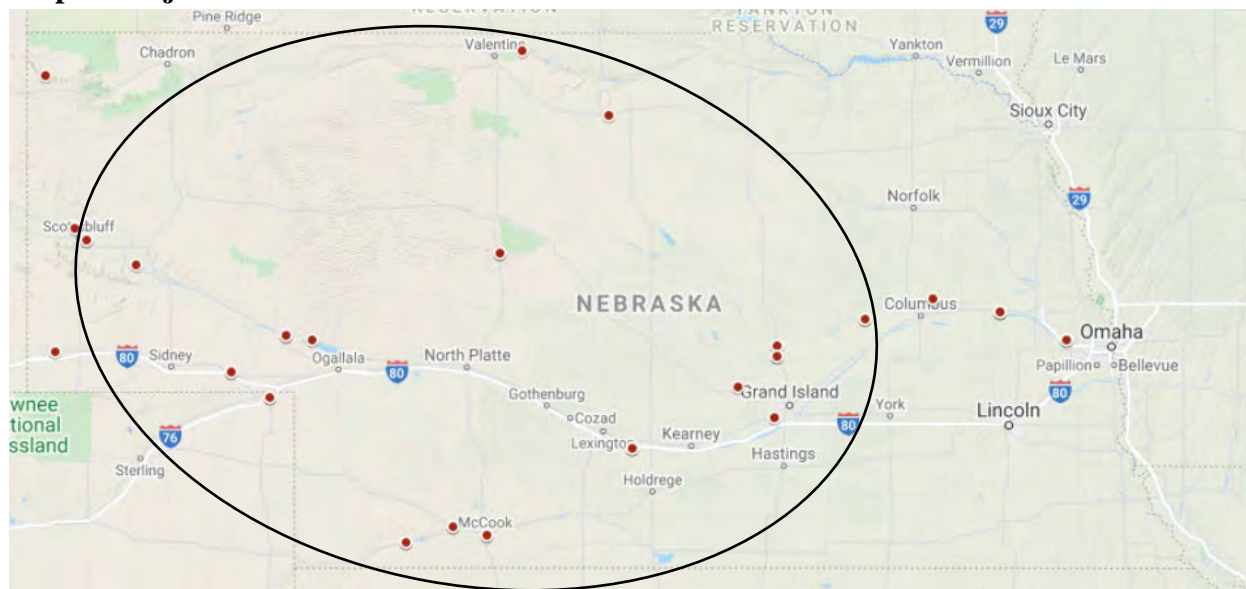 RESERVATION
YANKTON
RESERVATION
29
Pine Ridge
Chadron
Valentine
Yankton
Vermillion
Le Mars
Sioux City
Norfolk
29
NEBRASKA
Columbus
Omaha
Papillion
Bellevue
80
Sidney
Ogallala
80
North Platte
Gothenburg
Cozad
Lexington
Kearney
Grand Island
80
York
Lincoln
80
Hastings
Holdrege
McCook
76
Sterling
wnee
tional
ssland